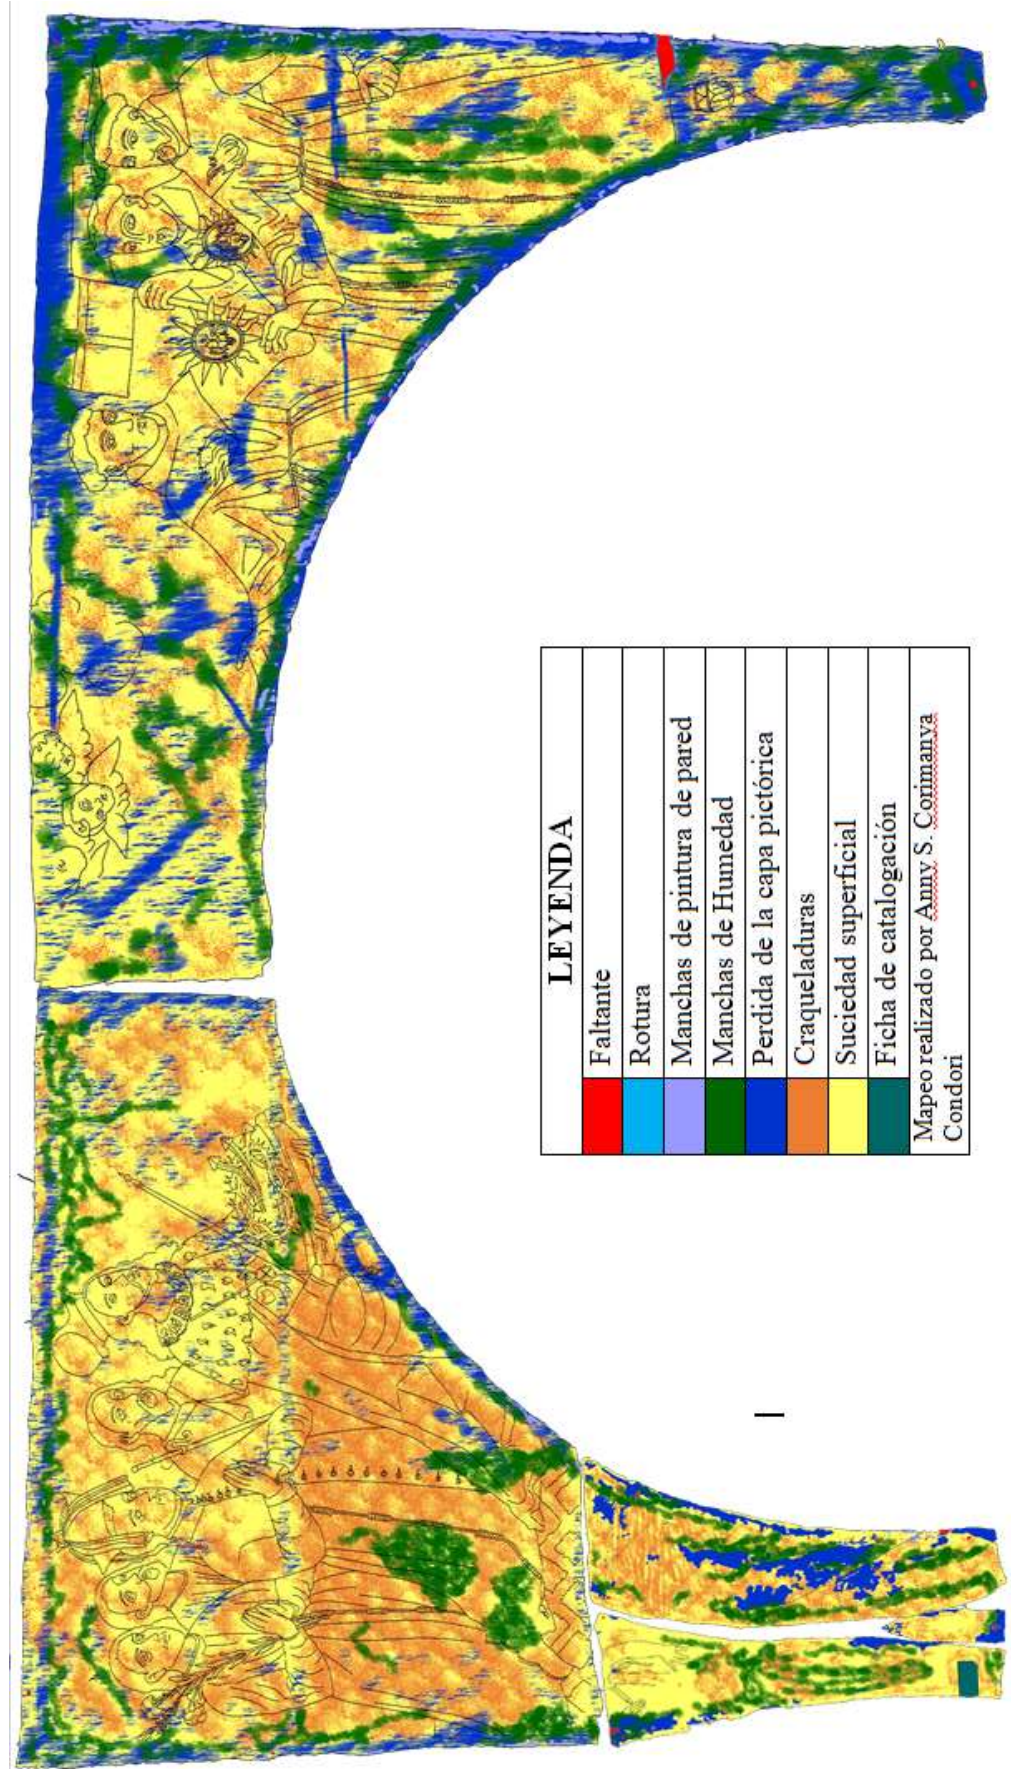 LEYENDA
Faltante
Rotura
Manchas de pintura de pared
Manchas de Humedad
Perdida de la capa pictórica
Craqueladuras
Suciedad superficial
Ficha de catalogación
Mapeo realizado por Anny S. Corimanya
Condori